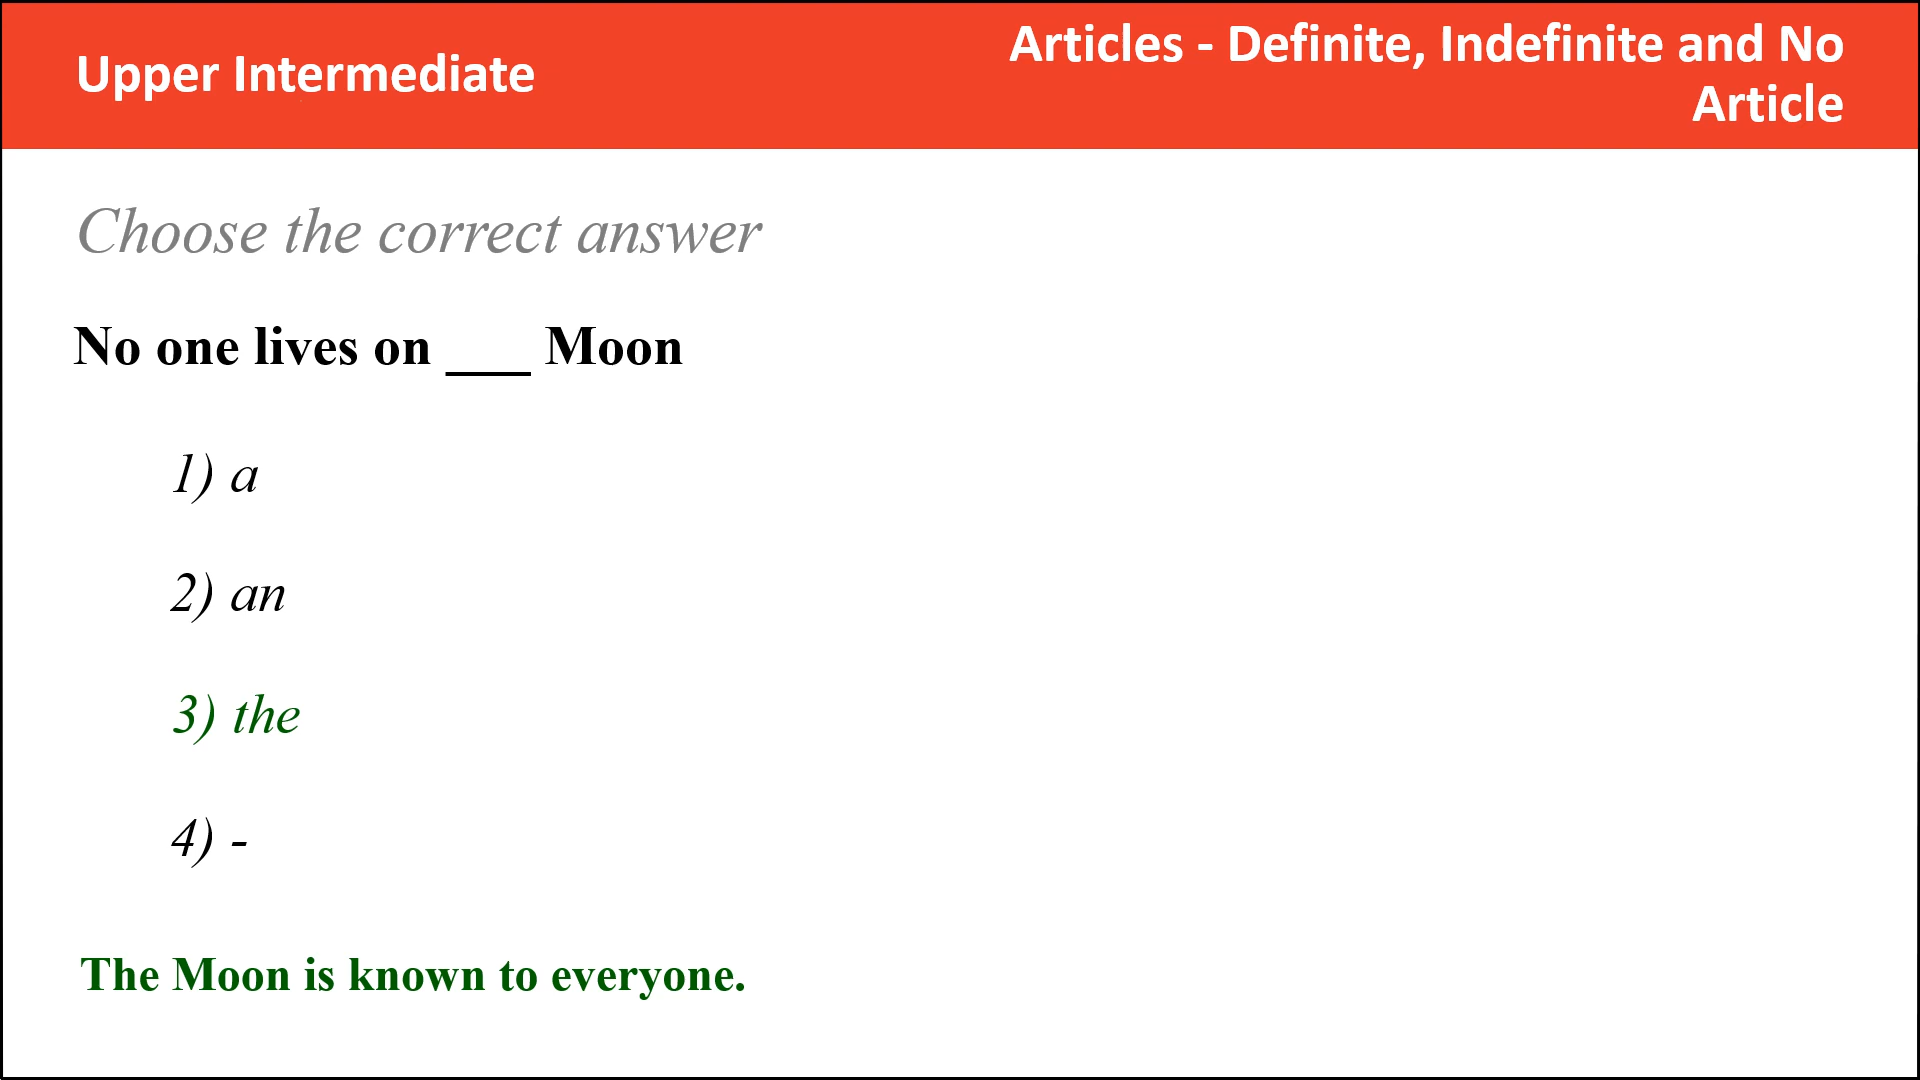 Upper Intermediate
Articles - Definite, Indefinite and No
Article
Choose the correct answer
No one lives on ___ Moon
1) a
2) an
3) the
4) -
The Moon is known to everyone.